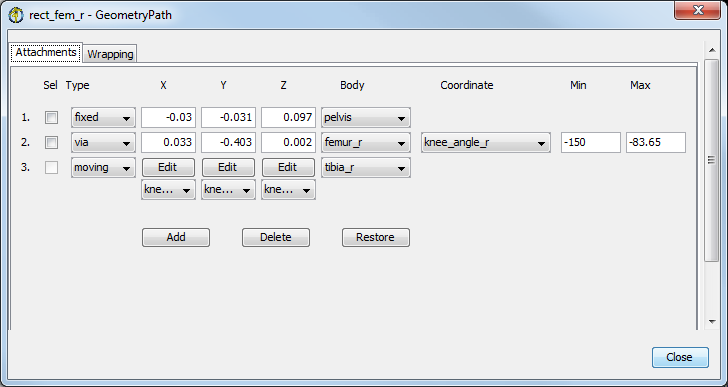 rect_fem_r - GeometryPath
Attachments Wrapping
Sel Type X Y Z Body Coordinate Min Max
1. fixed -0.03 -0.031 0.097 pelvis
2. via 0.033 -0.403 0.002 femur_r knee_angle_r -150 -83.65
3. moving Edit Edit Edit tibia_r
kne... kne... kne...
Add Delete Restore
Close